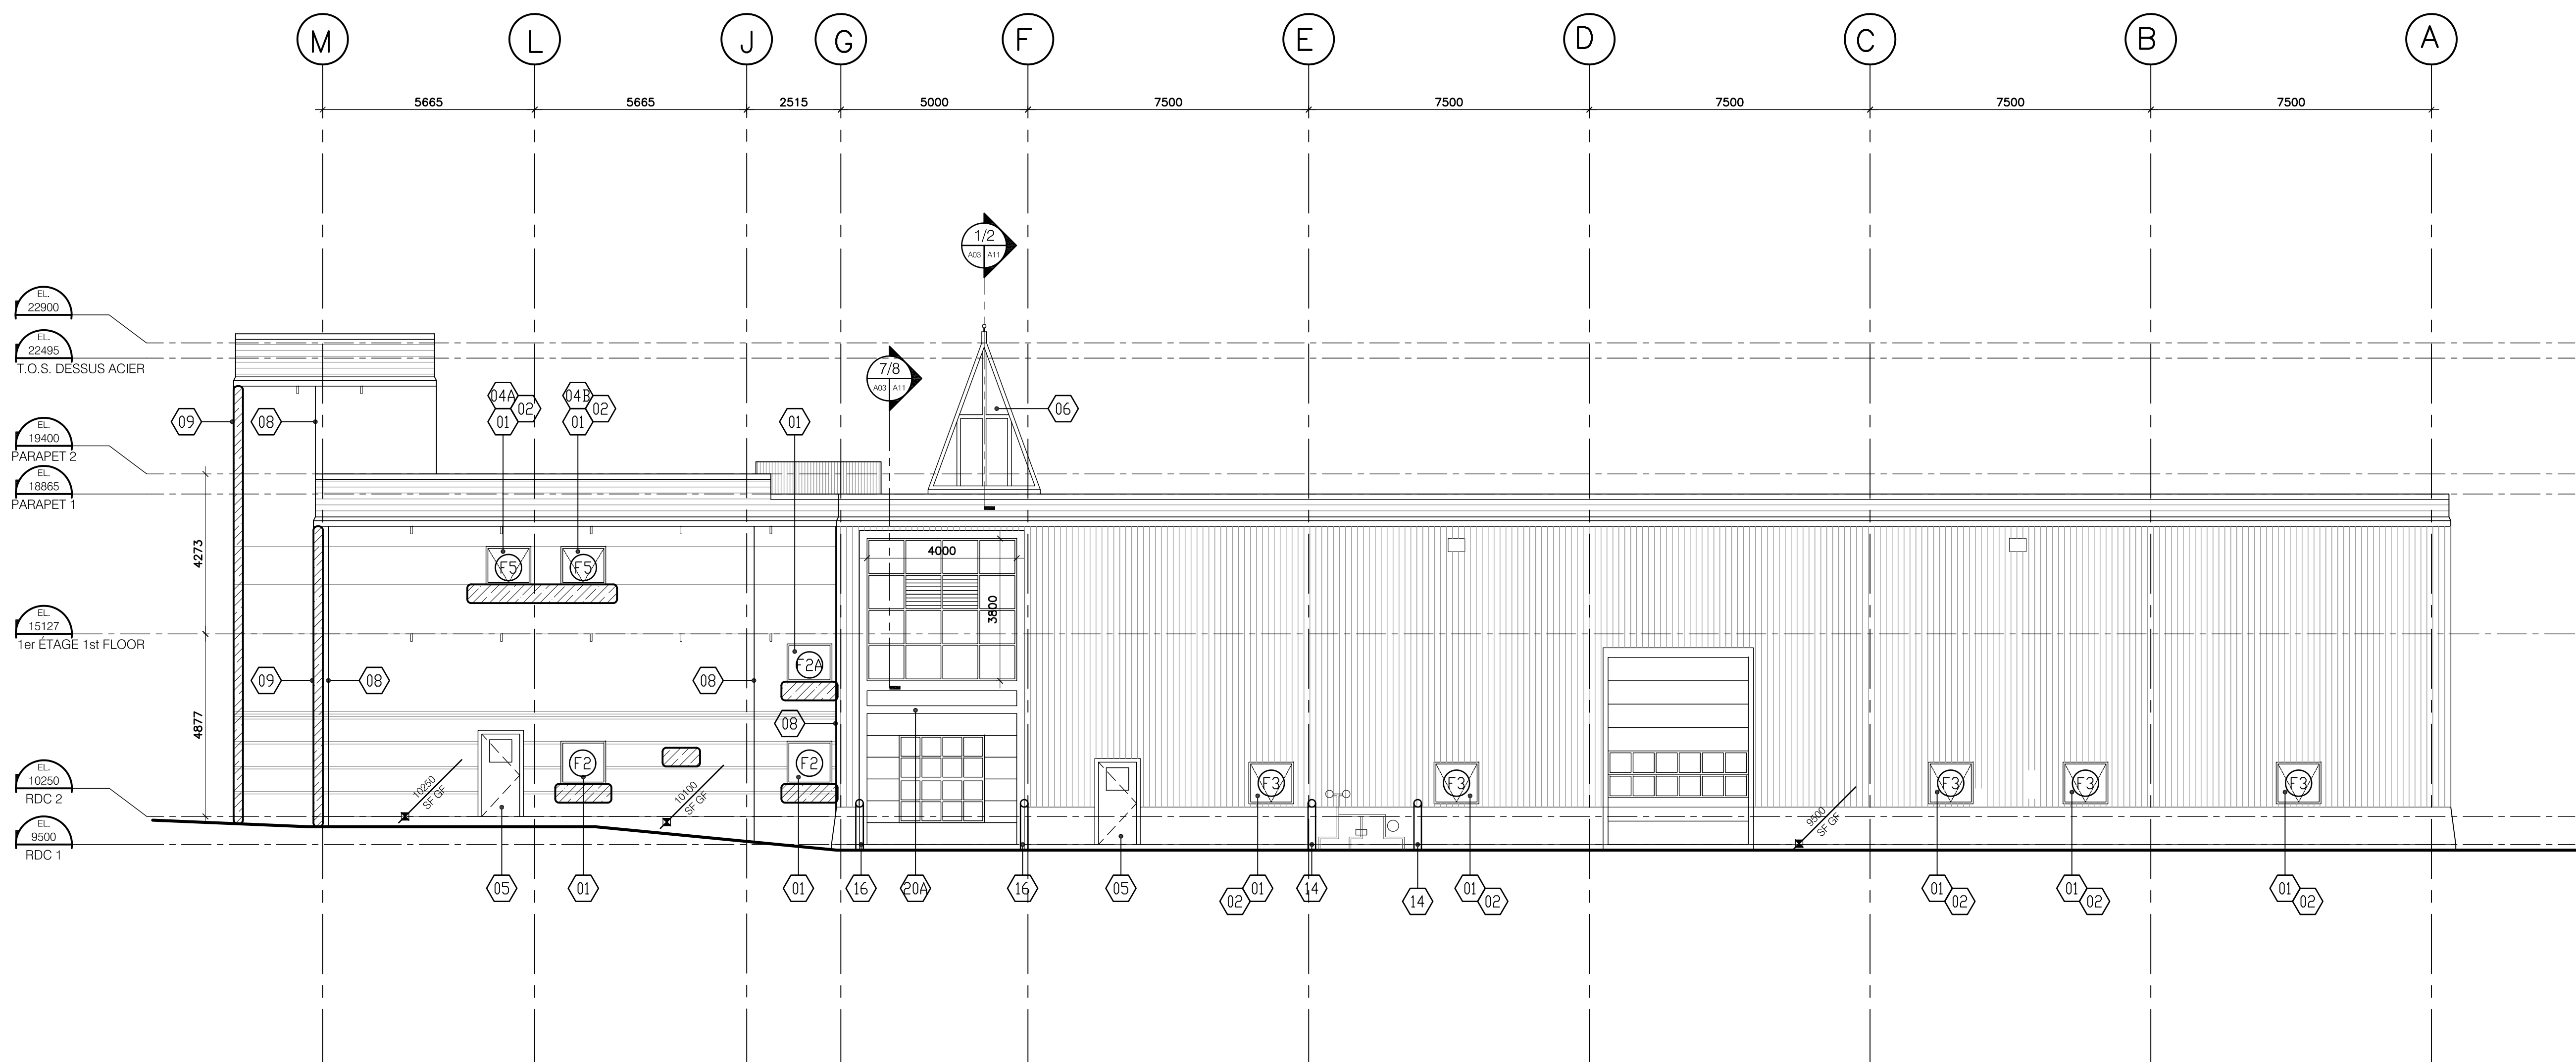 M L J G F E D C B A
5665 5665 2515 5000 7500 7500 7500 7500 7500
1/2
A03 A11
EL.
22900
EL.
22495
T.O.S. DESSUS ACIER
7/8
A03 A11
04A 02 01
04B 02 01
01
06
09 08
EL.
19400
PARAPET 2
EL.
18865
PARAPET 1
4273
4000
3800
F5 F5
EL.
15127
1er ÉTAGE 1st FLOOR
F2A
09 08 08
08
4877
F2 F2
F3 F3 F3 F3 F3
EL.
10250
RDC 2
10250
SF GF
10100
SF GF
9500
SF GF
EL.
9500
RDC 1
05 01 01 16 20A 16 05 01 14 01 01 01 01
02 14 02 02 02 02